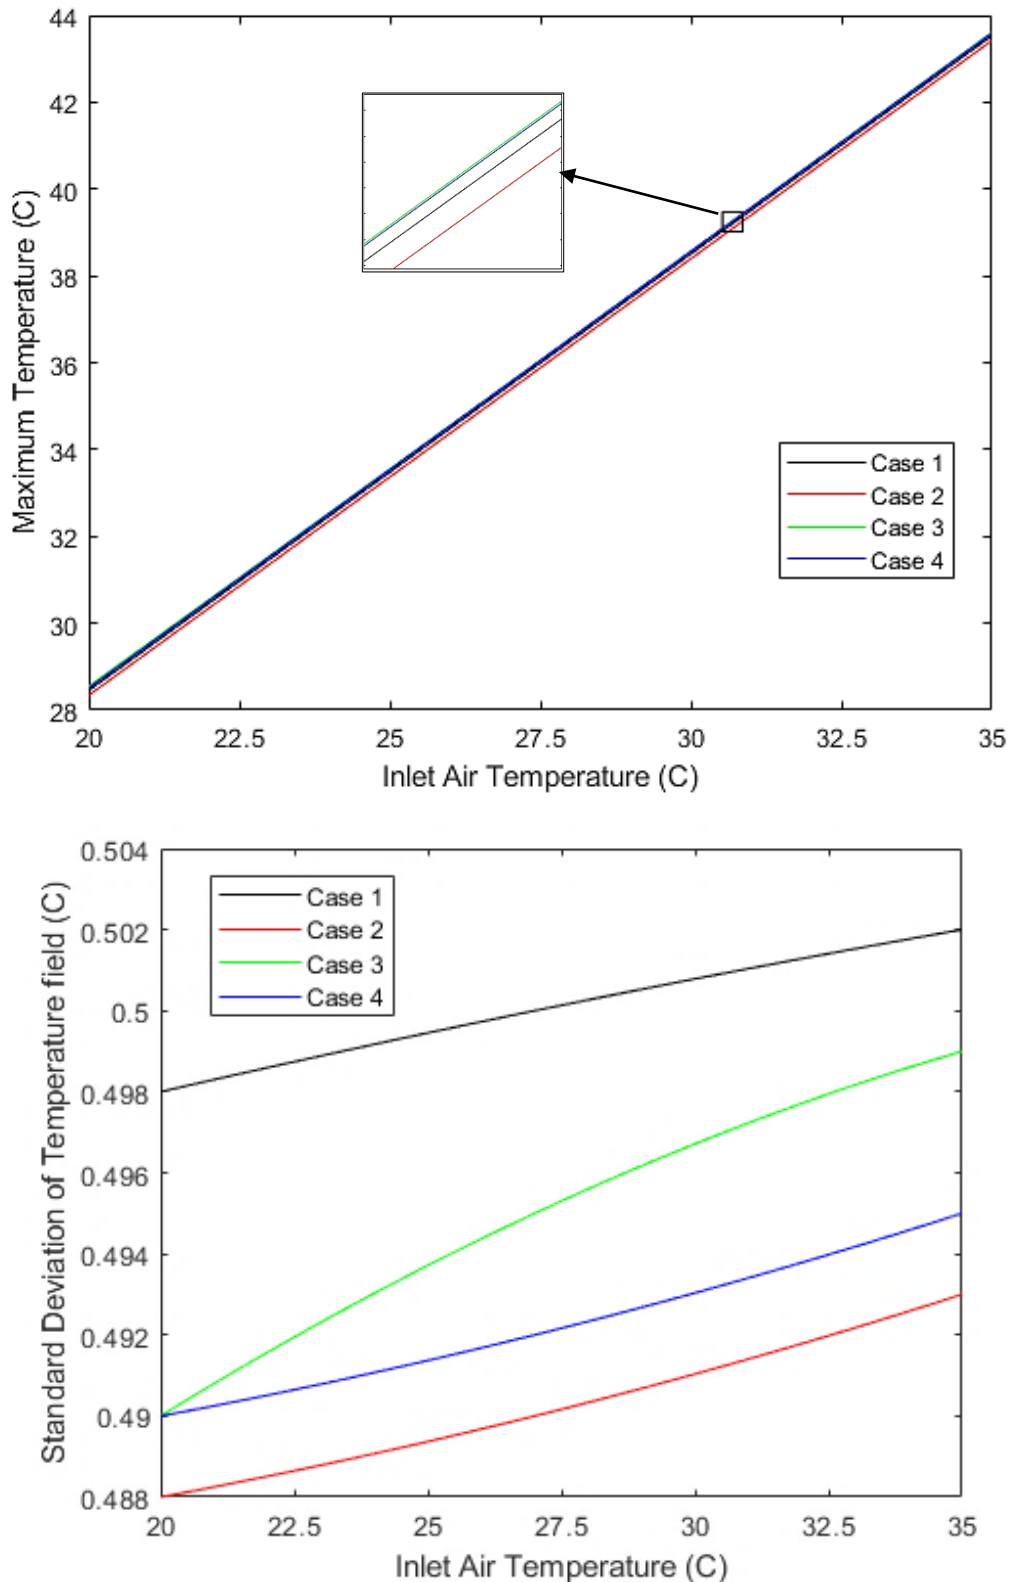 44
42
40
38
36
34
32
30
28
Maximum Temperature (C)
Case 1
Case 2
Case 3
Case 4
20 22.5 25 27.5 30 32.5 35
Inlet Air Temperature (C)
0.504
0.502
0.5
0.498
0.496
0.494
0.492
0.49
0.488
Standard Deviation of Temperature field (C)
Case 1
Case 2
Case 3
Case 4
20 22.5 25 27.5 30 32.5 35
Inlet Air Temperature (C)